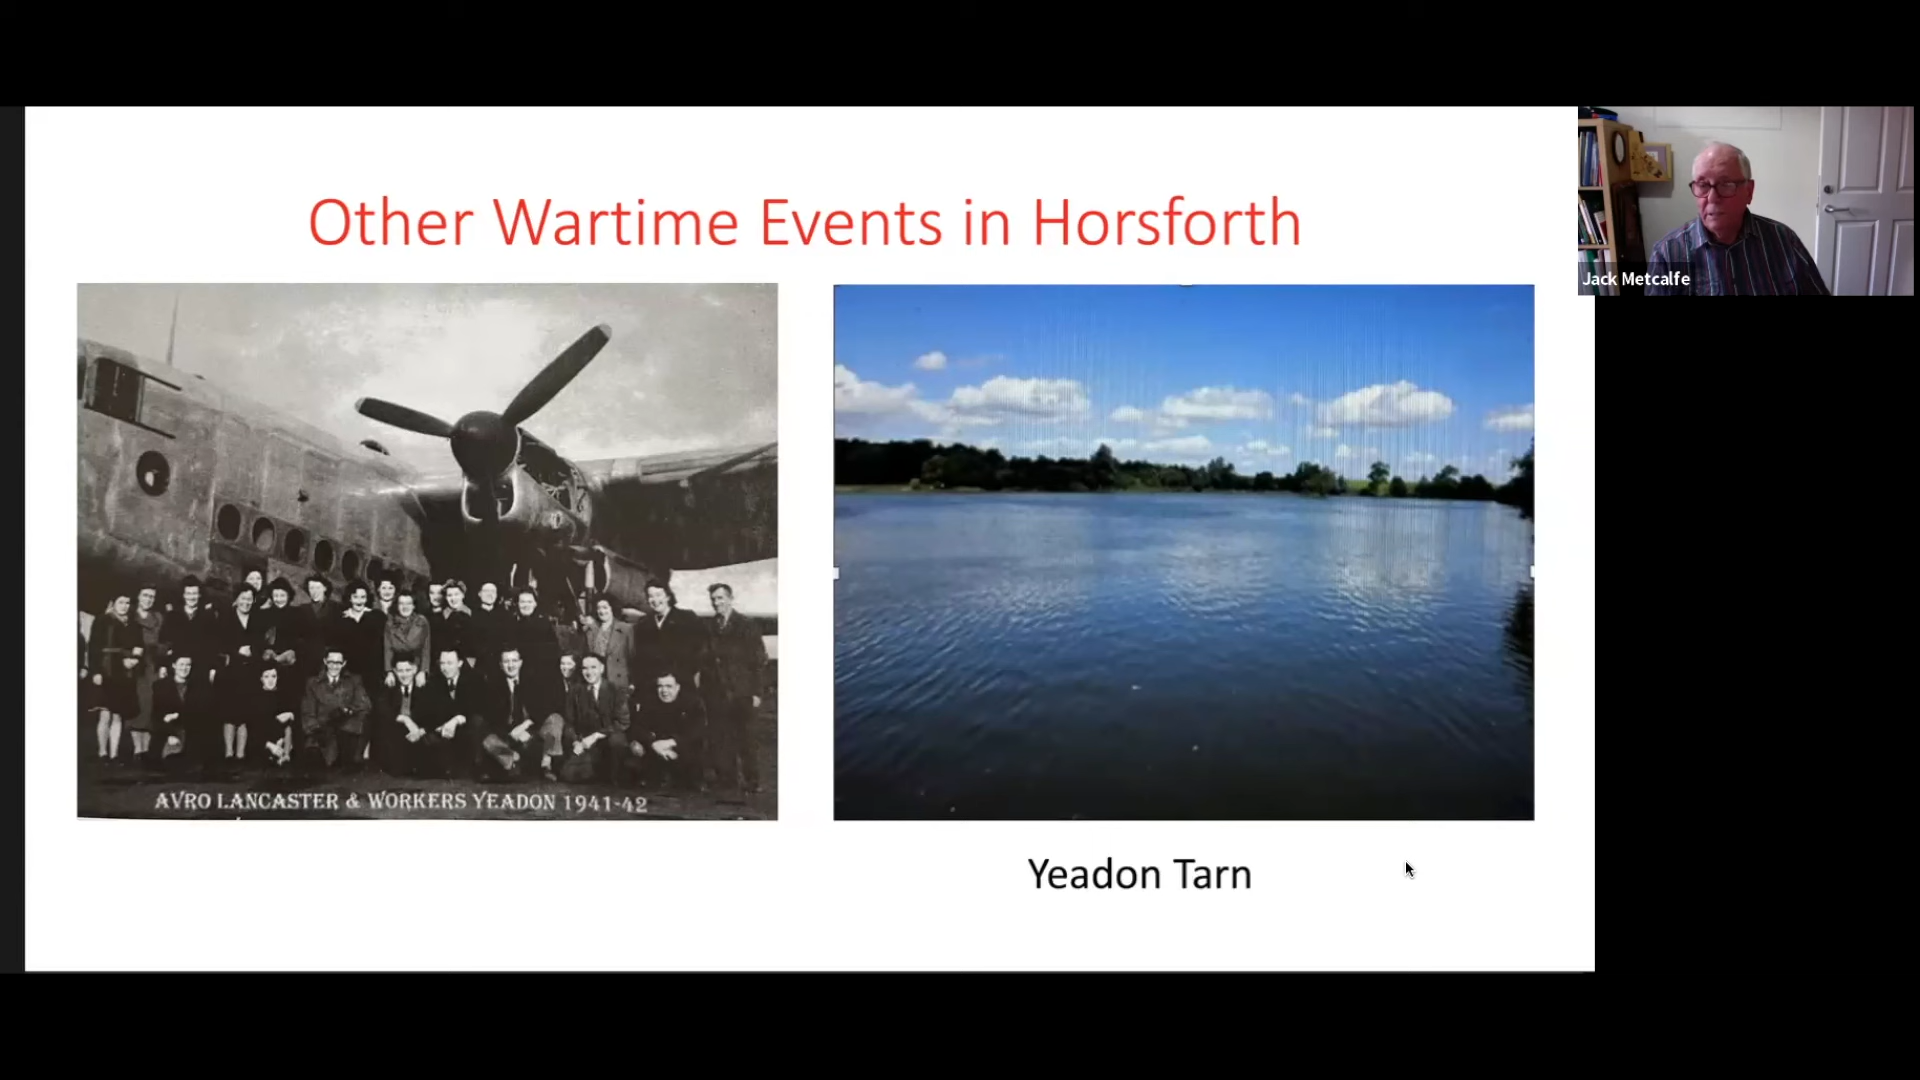 Other Wartime Events in Horsforth
Jack Metcalfe
AVRO LANCASTER & WORKERS YEADON 1941-42
Yeadon Tarn